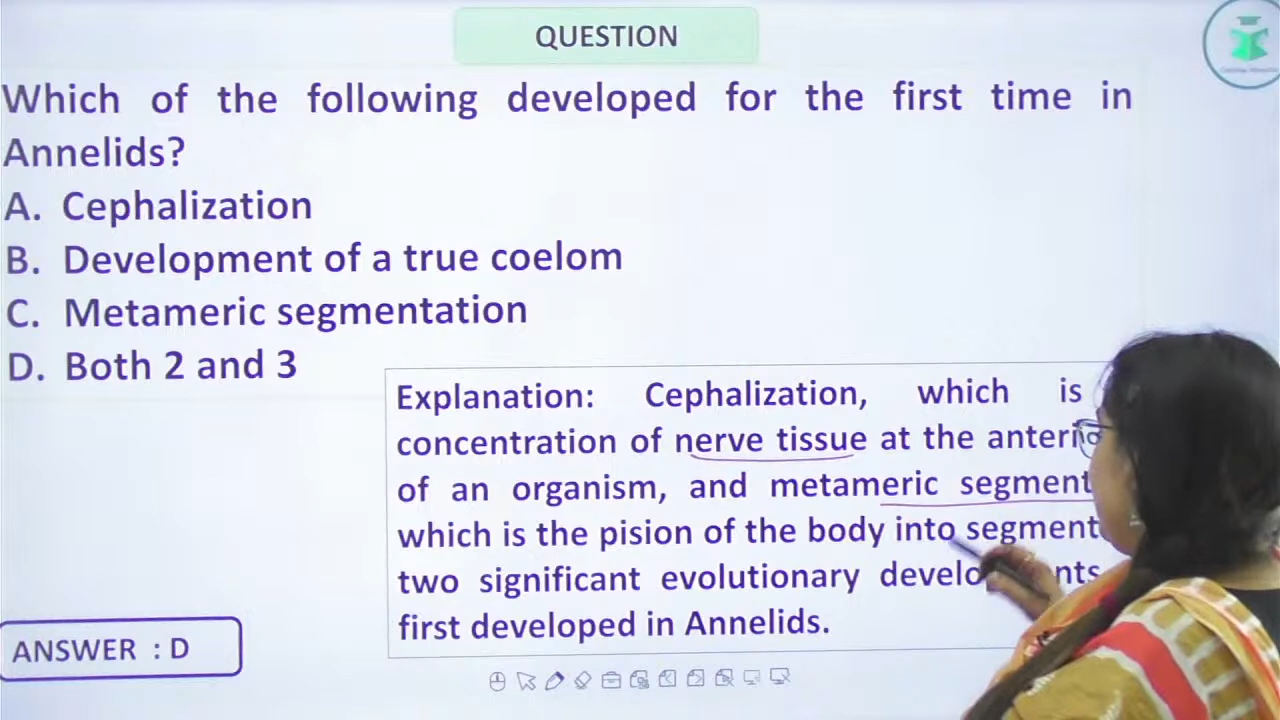 QUESTION
Which of the following developed for the first time in
Annelids?
A. Cephalization
B. Development of a true coelom
C. Metameric segmentation
D. Both 2 and 3
Explanation: Cephalization, which is
concentration of nerve tissue at the
of an organism, and metameric
which is the pision of the body into
two significant evolutionary
first developed in Annelids.
ANSWER : D